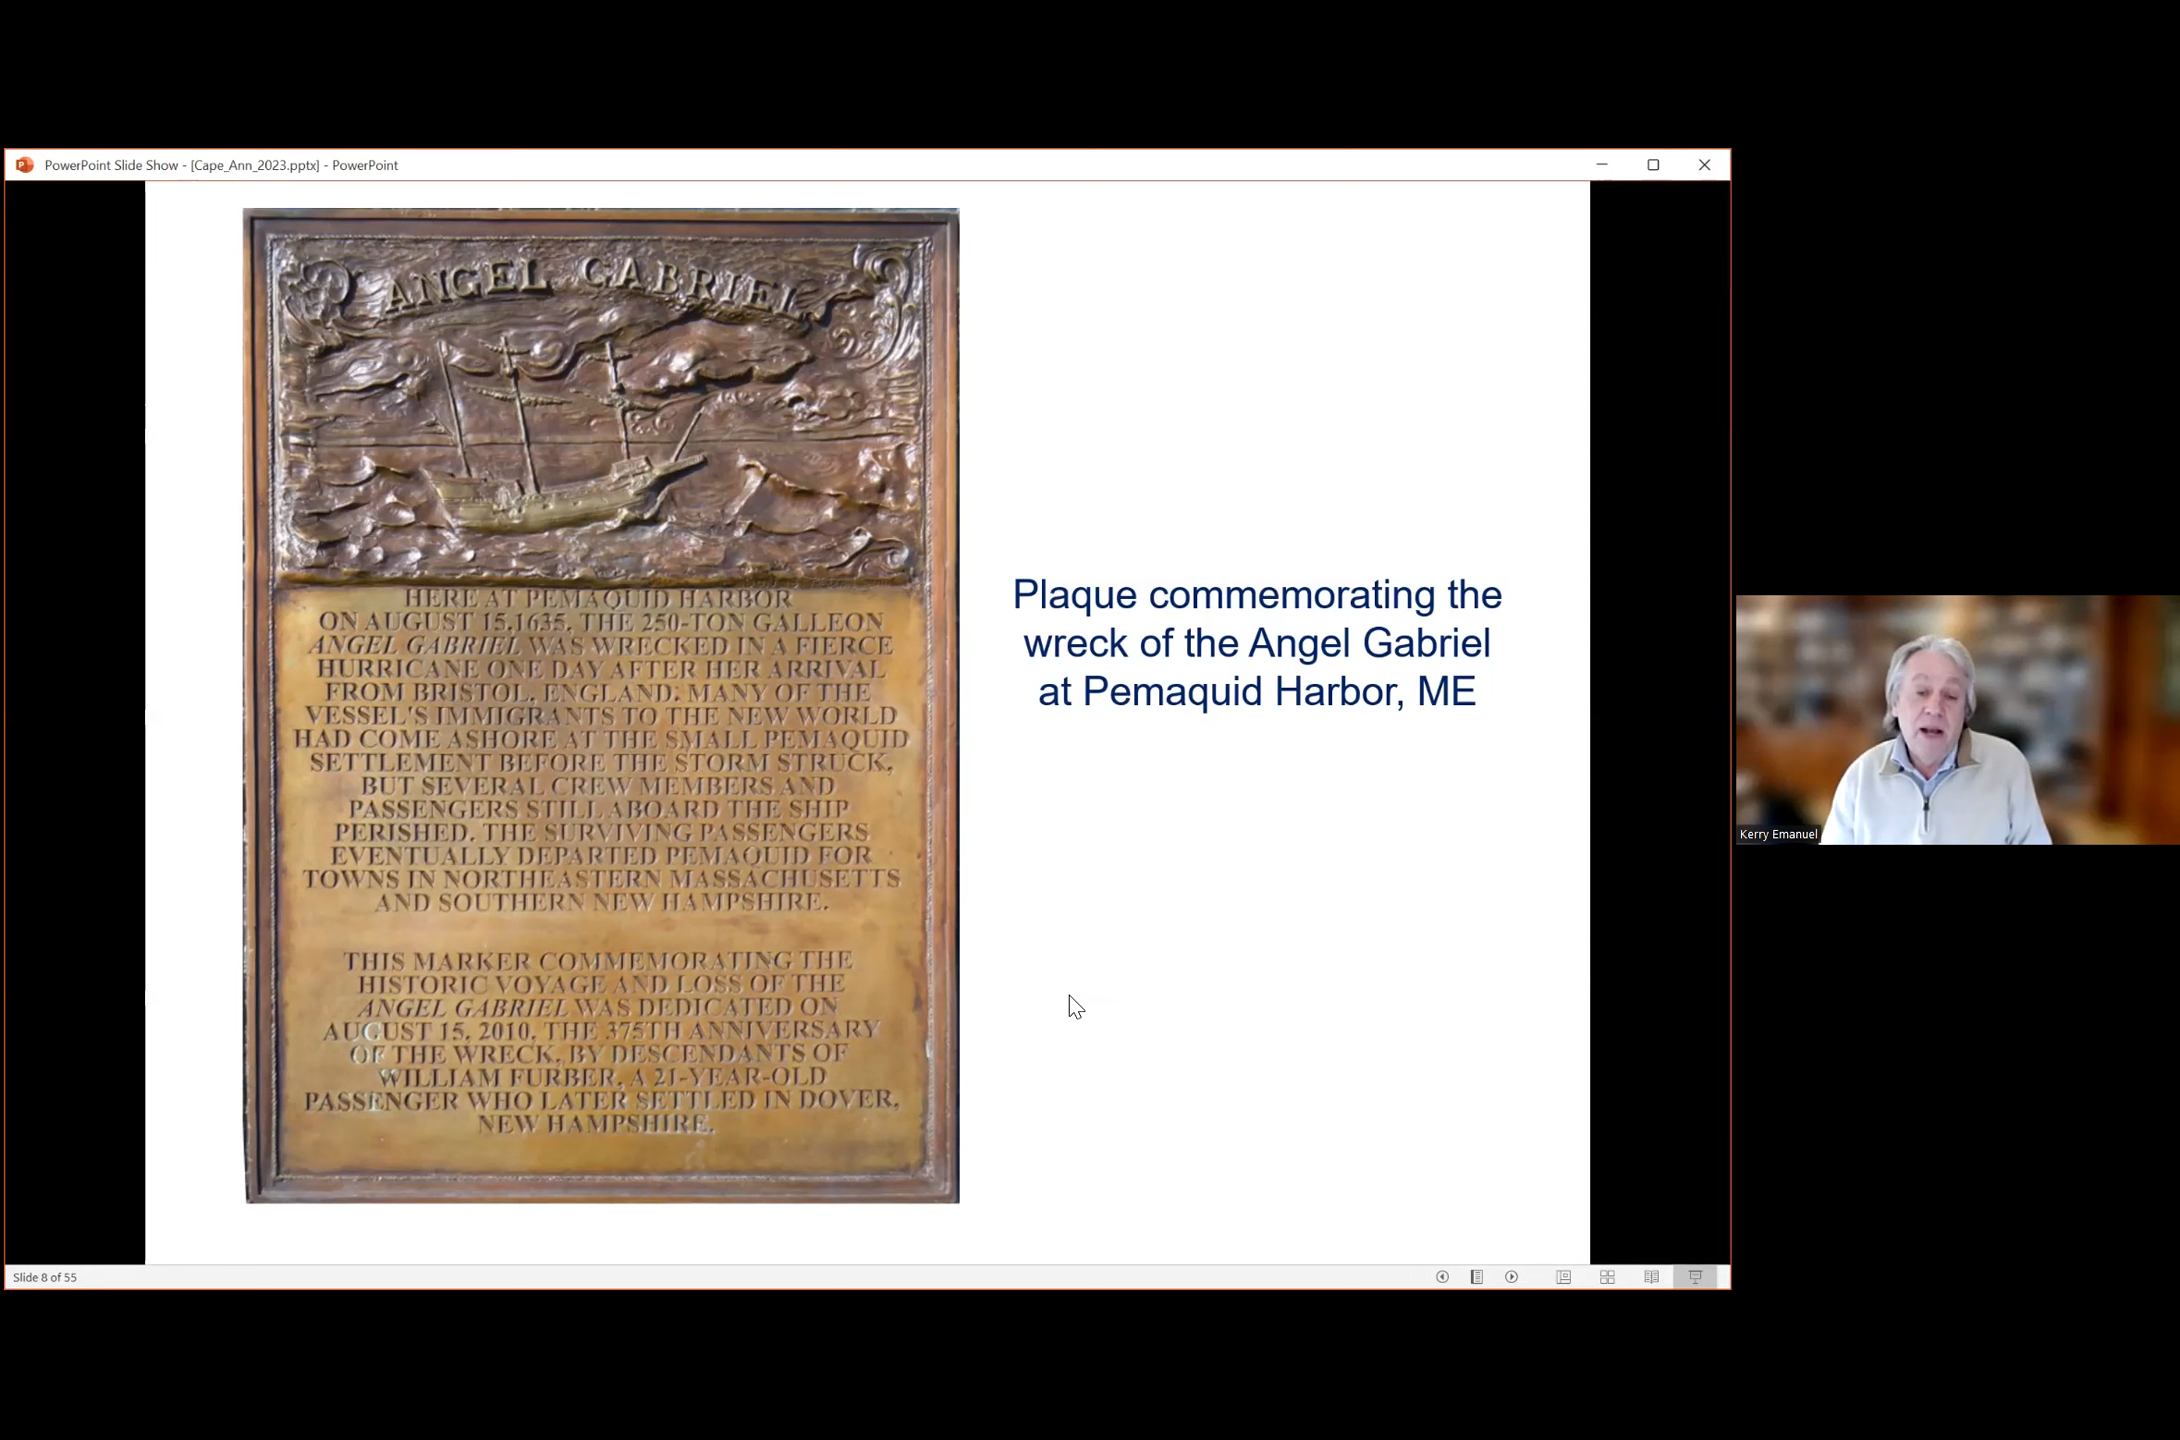 PowerPoint Slide Show - [Cape_Ann_2023.pptx] - PowerPoint
ANGEL GABRIEL
HERE AT PEMAQUID HARBOR
ON AUGUST 15,1635, THE 250-TON GALLEON
ANGEL GABRIEL WAS WRECKED IN A FIERCE
HURRICANE ONE DAY AFTER HER ARRIVAL
FROM BRISTOL, ENGLAND. MANY OF THE
VESSEL'S IMMIGRANTS TO THE NEW WORLD
HAD COME ASHORE AT THE SMALL PEMAQUID
SETTLEMENT BEFORE THE STORM STRUCK,
BUT SEVERAL CREW MEMBERS AND
PASSENGERS STILL ABOARD THE SHIP
PERISHED. THE SURVIVING PASSENGERS
EVENTUALLY DEPARTED PEMAQUID FOR
TOWNS IN NORTHEASTERN MASSACHUSETTS
AND SOUTHERN NEW HAMPSHIRE.
THIS MARKER COMMEMORATING THE
HISTORIC VOYAGE AND LOSS OF THE
ANGEL GABRIEL WAS DEDICATED ON
AUGUST 15, 2010, THE 375TH ANNIVERSARY
OF THE WRECK, BY DESCENDANTS OF
WILLIAM FURBER, A 21-YEAR-OLD
PASSENGER WHO LATER SETTLED IN DOVER,
NEW HAMPSHIRE.
Plaque commemorating the
wreck of the Angel Gabriel
at Pemaquid Harbor, ME
Kerry Emanuel
Slide 8 of 55